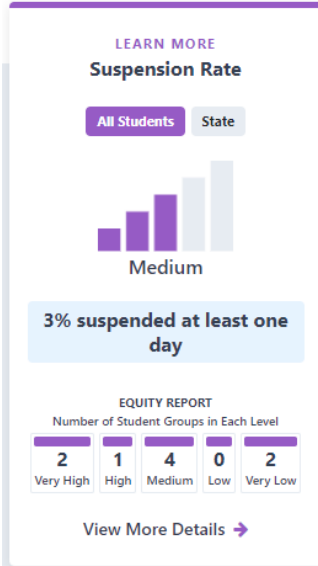 LEARN MORE
Suspension Rate
All Students State
Medium
3% suspended at least one
day
EQUITY REPORT
Number of Student Groups in Each Level
2 1 4 0 2
Very High High Medium Low Very Low
View More Details